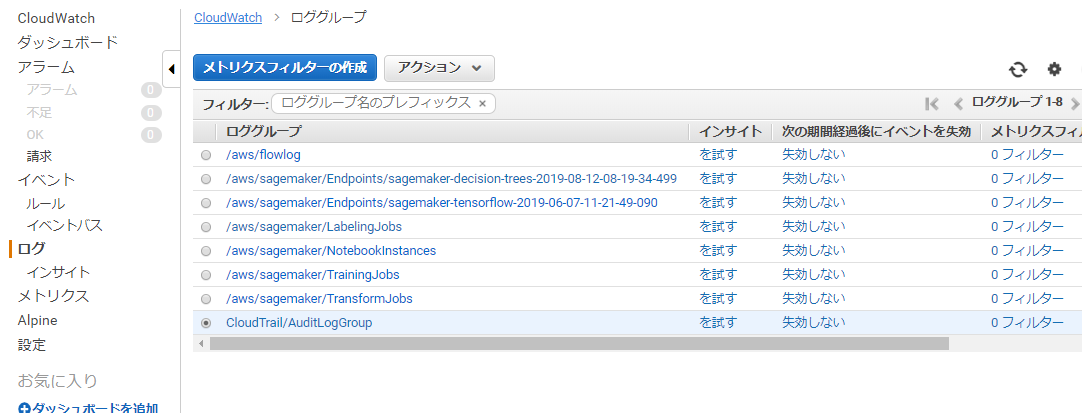 CloudWatch
ダッシュボード
アラーム
アラーム 0
不足 0
OK 0
請求
イベント
ルール
イベントバス
ログ
インサイト
メトリクス
Alpine
設定
お気に入り
ダッシュボードを追加
CloudWatch > ロググループ
メトリクスフィルターの作成 アクション
フィルター: ロググループ名のプレフィックス × ロググループ 1-8
ロググループ インサイト 次の期間経過後にイベントを失効 メトリクスフィル
/aws/flowlog を試す 失効しない 0 フィルター
/aws/sagemaker/Endpoints/sagemaker-decision-trees-2019-08-12-08-19-34-499 を試す 失効しない 0 フィルター
/aws/sagemaker/Endpoints/sagemaker-tensorflow-2019-06-07-11-21-49-090 を試す 失効しない 0 フィルター
/aws/sagemaker/LabelingJobs を試す 失効しない 0 フィルター
/aws/sagemaker/NotebookInstances を試す 失効しない 0 フィルター
/aws/sagemaker/TrainingJobs を試す 失効しない 0 フィルター
/aws/sagemaker/TransformJobs を試す 失効しない 0 フィルター
CloudTrail/AuditLogGroup を試す 失効しない 0 フィルター